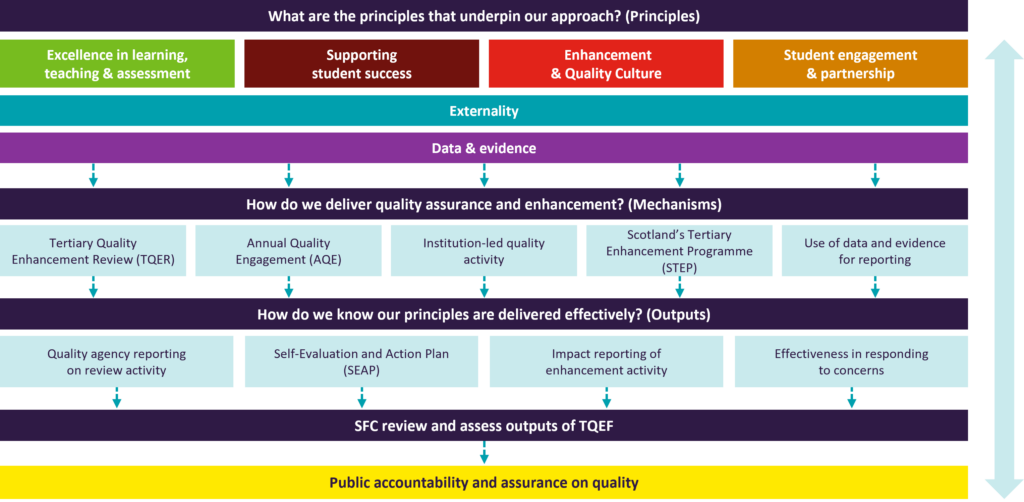 What are the principles that underpin our approach? (Principles)
Excellence in learning,
teaching & assessment
Supporting
student success
Enhancement
& Quality Culture
Student engagement
& partnership
Externality
Data & evidence
How do we deliver quality assurance and enhancement? (Mechanisms)
Tertiary Quality
Enhancement Review (TQER)
Annual Quality
Engagement (AQE)
Institution-led quality
activity
Scotland’s Tertiary
Enhancement Programme
(STEP)
Use of data and evidence
for reporting
How do we know our principles are delivered effectively? (Outputs)
Quality agency reporting
on review activity
Self-Evaluation and Action Plan
(SEAP)
Impact reporting of
enhancement activity
Effectiveness in responding
to concerns
SFC review and assess outputs of TQEF
Public accountability and assurance on quality